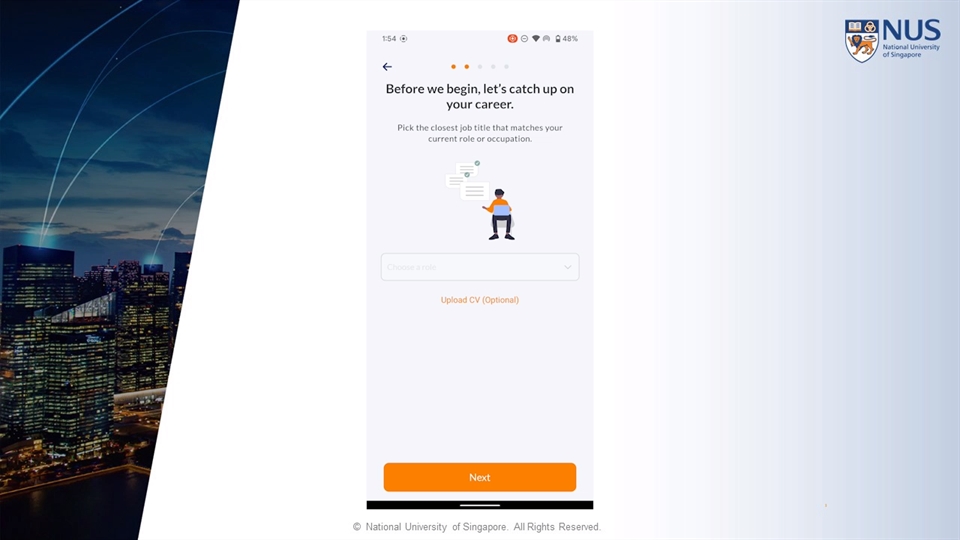 1:54
48%
NUS
National University
of Singapore
Before we begin, let's catch up on
your career.
Pick the closest job title that matches your
current role or occupation.
Choose a role
Upload CV (Optional)
Next
© National University of Singapore. All Rights Reserved.